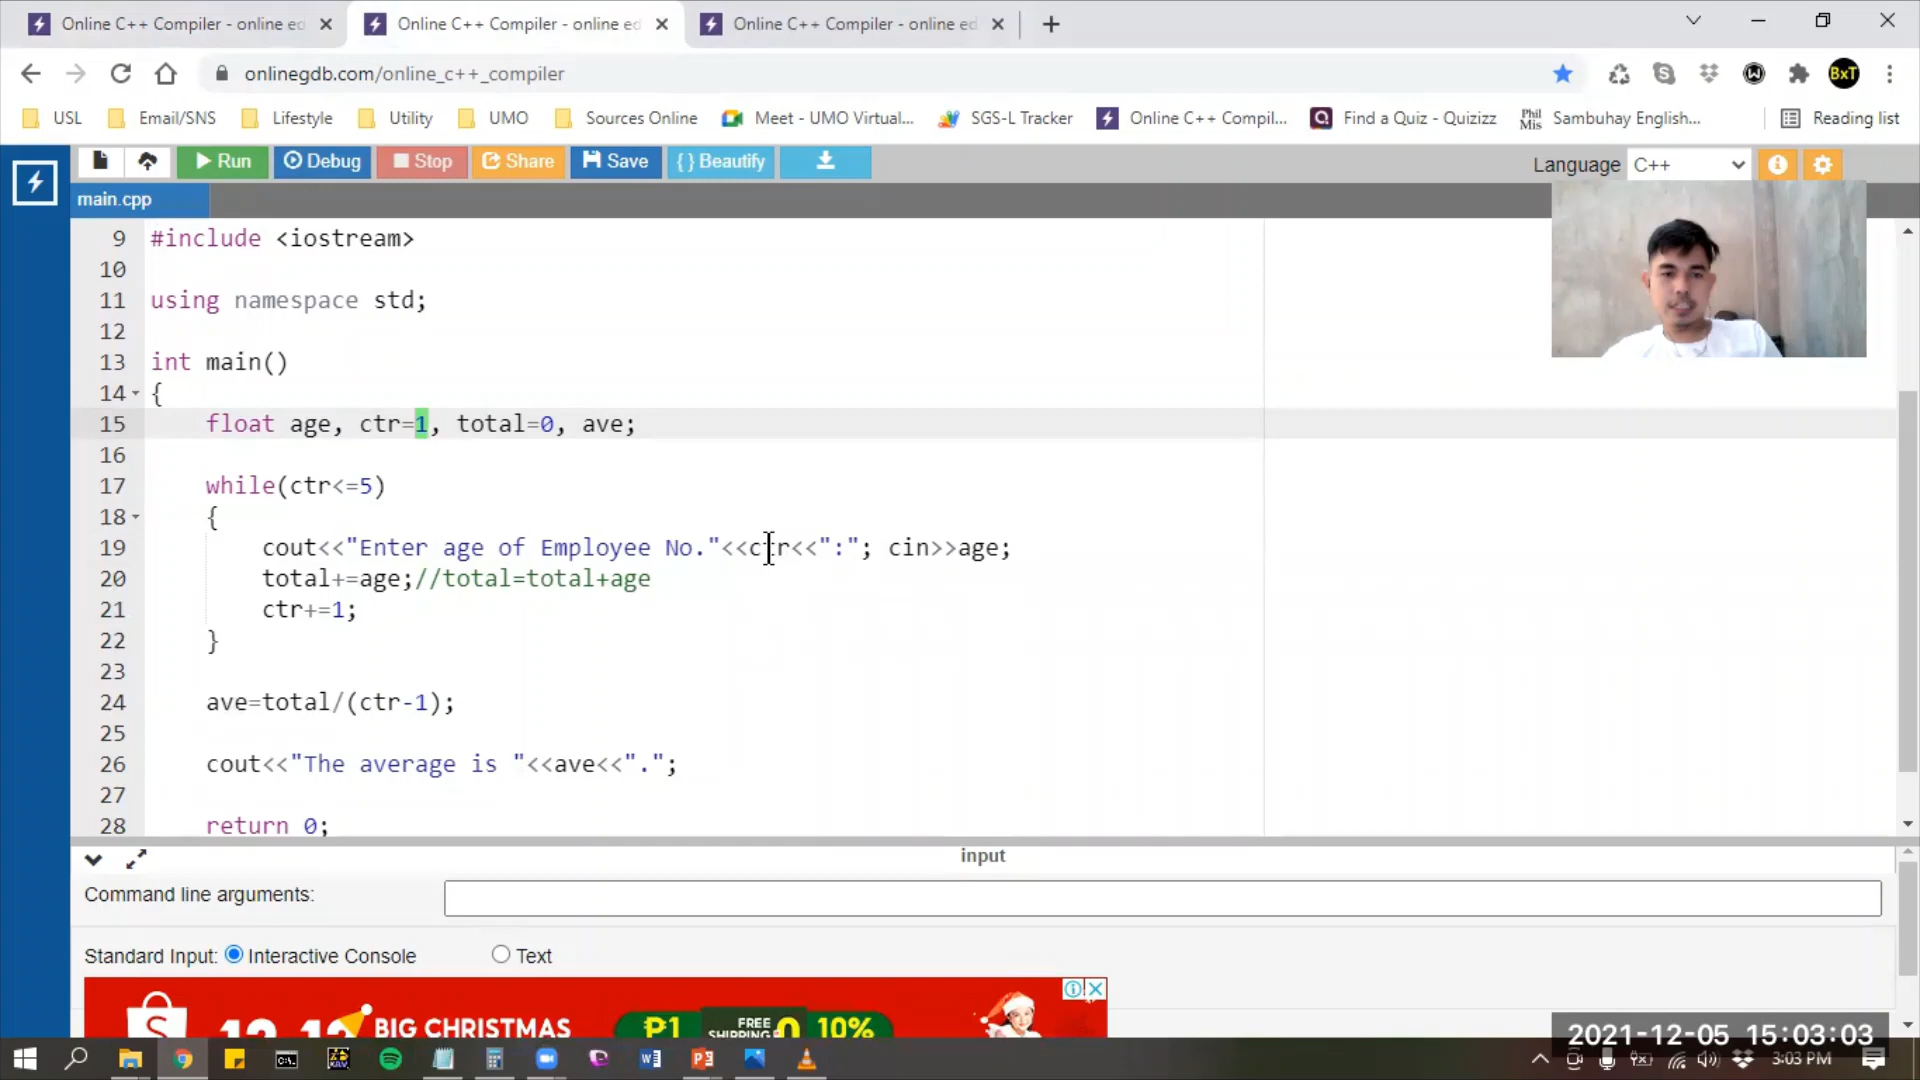 Online C++ Compiler - online ed
Online C++ Compiler - online ed
Online C++ Compiler - online ed
onlinegdb.com/online_c++_compiler
BxT
USL
Email/SNS
Lifestyle
Utility
UMO
Sources Online
Meet - UMO Virtual...
SGS-L Tracker
Online C++ Compil...
Find a Quiz - Quizizz
Phil
Mis
Sambuhay English...
Reading list
Run
Debug
Stop
Share
Save
{ } Beautify
Language
C++
main.cpp
9 #include <iostream>
10
11 using namespace std;
12
13 int main()
14 {
15 float age, ctr=1, total=0, ave;
16
17 while(ctr<=5)
18 {
19 cout<<"Enter age of Employee No."<<ctr<<":"; cin>>age;
20 total+=age;//total=total+age
21 ctr+=1;
22 }
23
24 ave=total/(ctr-1);
25
26 cout<<"The average is "<<ave<<".";
27
28 return 0;
input
Command line arguments:
Standard Input:
Interactive Console
Text
BIG CHRISTMAS
₱1
FREE
SHIPPING
10%
2021-12-05 15:03:03
3:03 PM